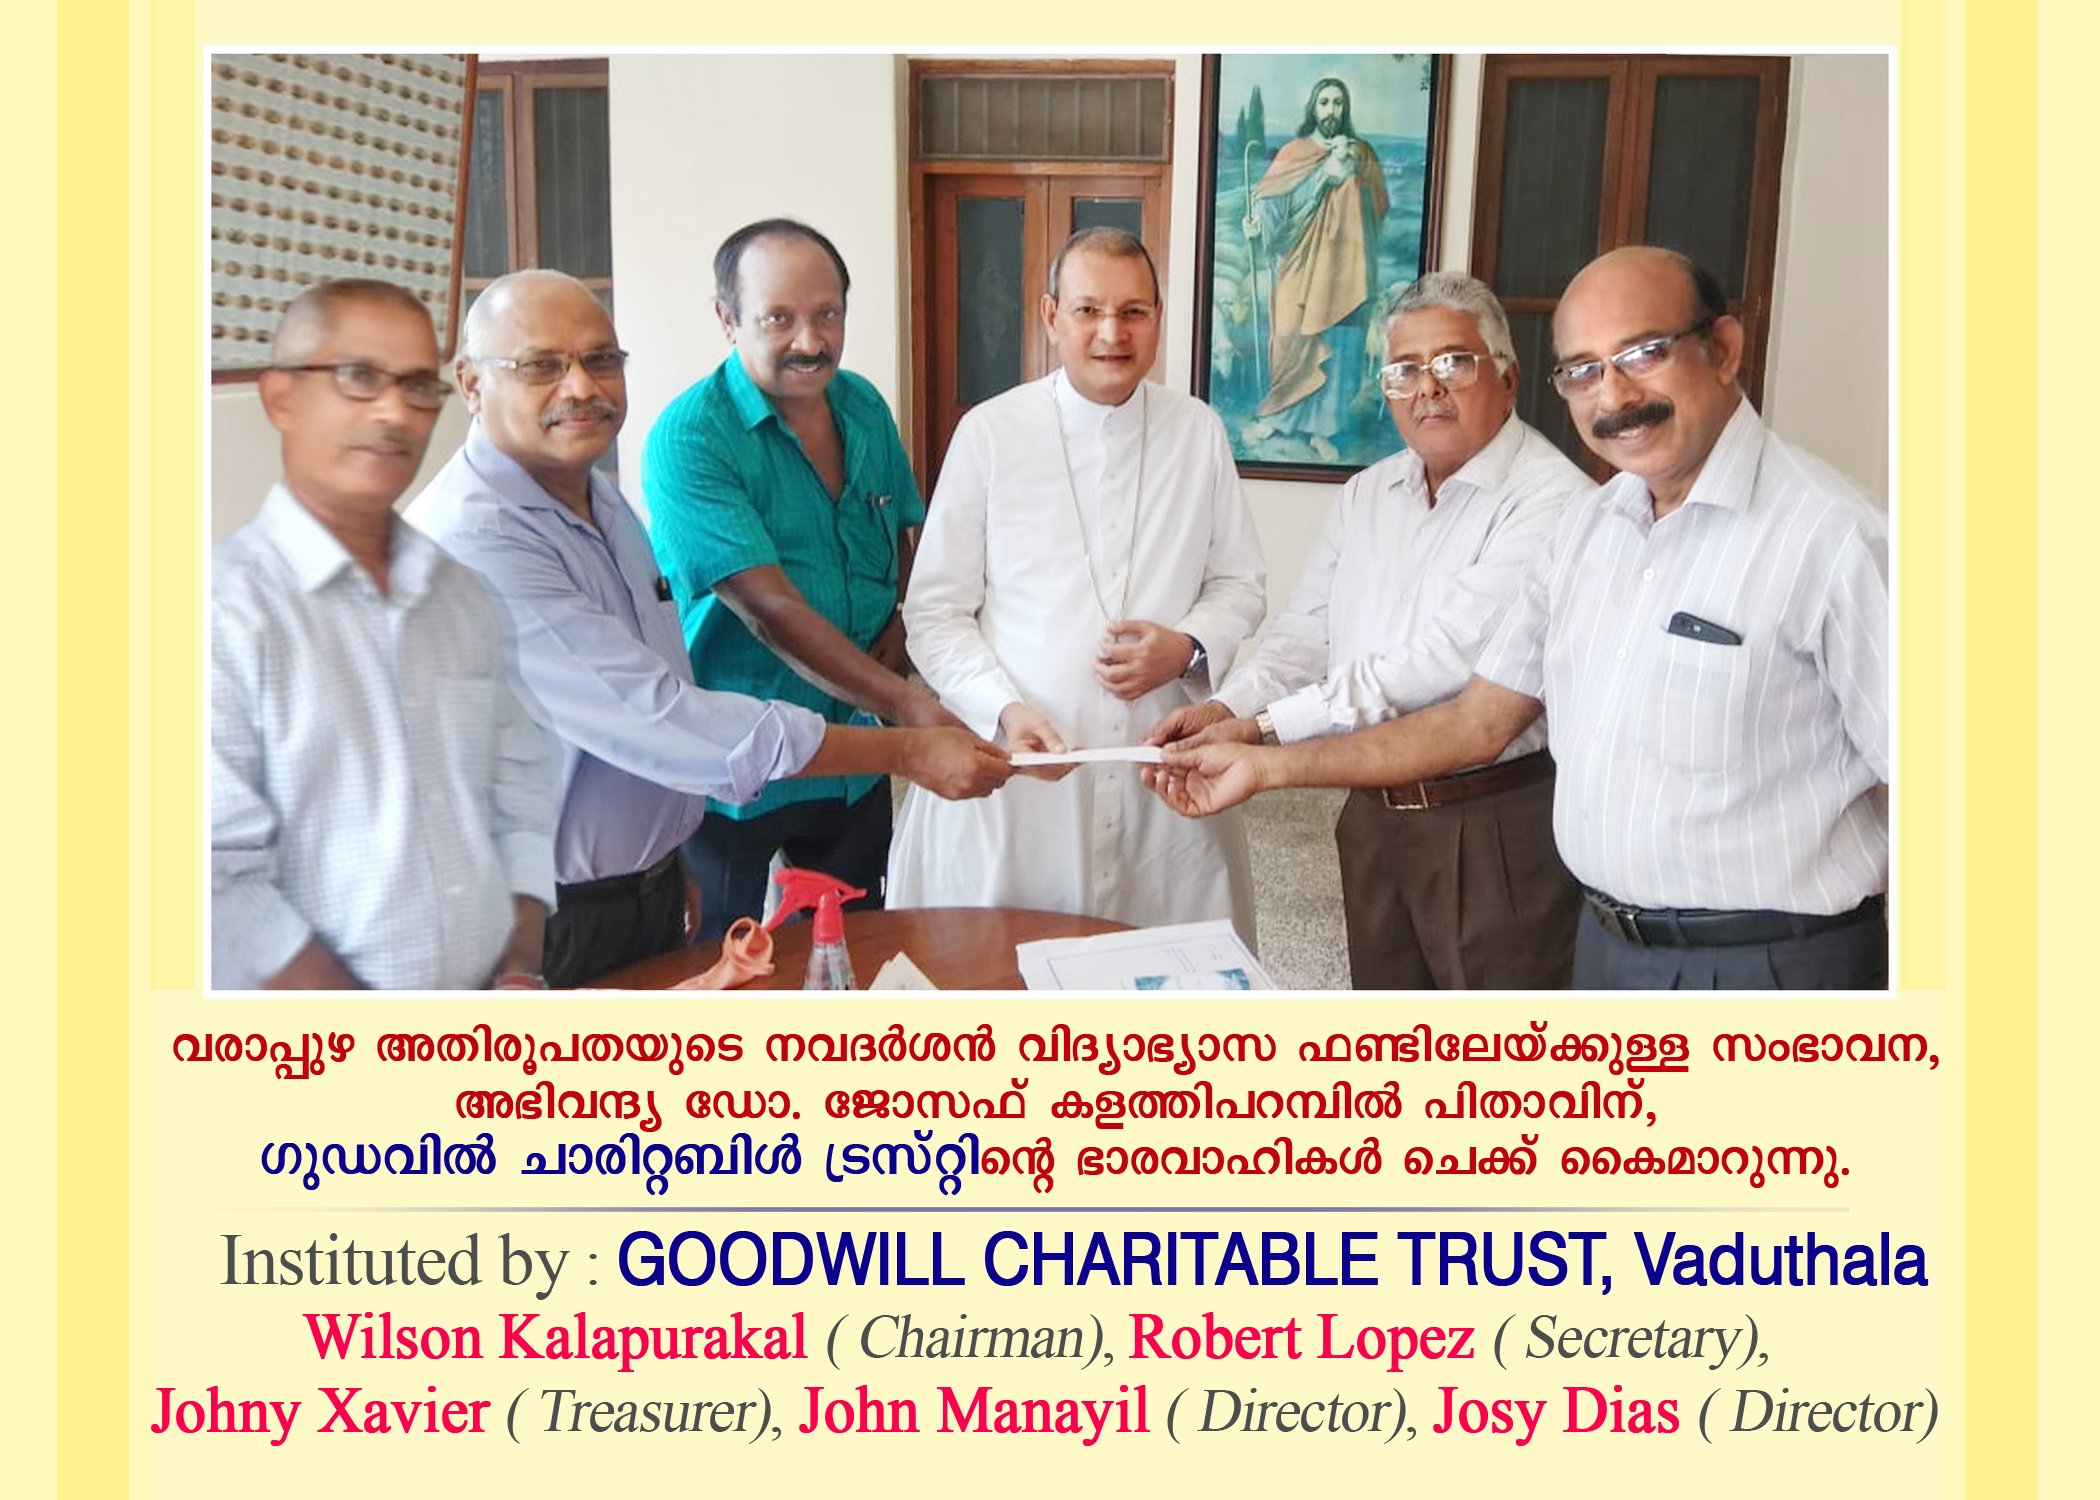 വരാപ്പുഴ അതിരൂപതയുടെ നവദർശൻ വിദ്യാഭ്യാസ ഫണ്ടിലേയ്ക്കുള്ള സംഭാവന,
അഭിവന്ദ്യ ഡോ. ജോസഫ് കളത്തിപറമ്പിൽ പിതാവിന്,
ഗുഡവിൽ ചാരിറ്റബിൾ ട്രസ്റ്റിന്റെ ഭാരവാഹികൾ ചെക്ക് കൈമാറുന്നു.
Instituted by : GOODWILL CHARITABLE TRUST, Vaduthala
Wilson Kalapurakal ( Chairman), Robert Lopez ( Secretary),
Johny Xavier ( Treasurer), John Manayil ( Director), Josy Dias ( Director)